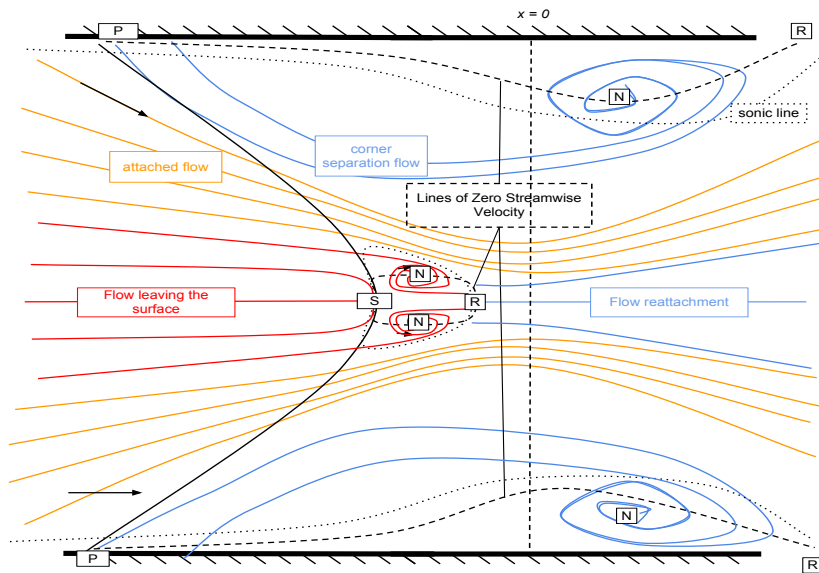 x = 0
P
R
N
sonic line
corner
separation flow
attached flow
Lines of Zero Streamwise
Velocity
N
Flow leaving the
surface
S
R
Flow reattachment
N
N
P
R